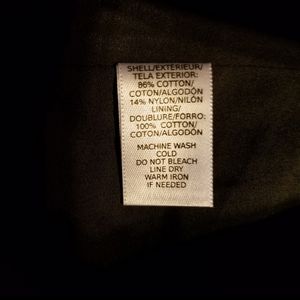 SHELL/EXTERIEUR/
TELA EXTERIOR:
86% COTTON/
COTON/ALGODÓN
14% NYLON/NILÓN
LINING/
DOUBLURE/FORRO:
100% COTTON/
COTON/ALGODÓN
MACHINE WASH
COLD
DO NOT BLEACH
LINE DRY
WARM IRON
IF NEEDED